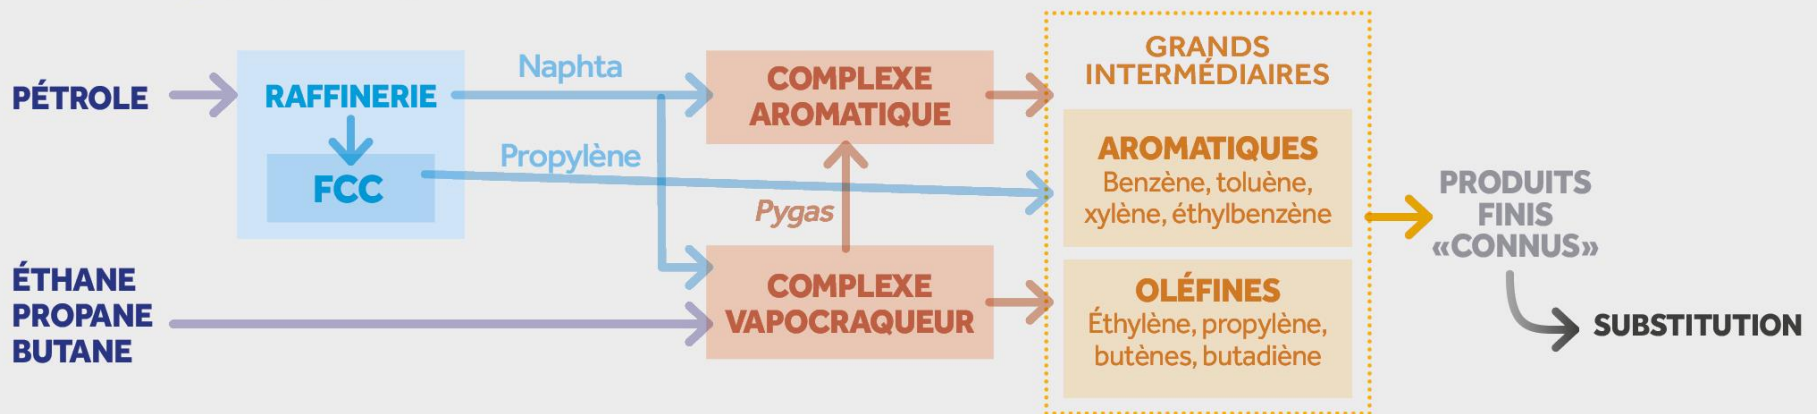 PÉTROLE
RAFFINERIE
FCC
Naphta
Propylène
COMPLEXE
AROMATIQUE
Pygas
ÉTHANE
PROPANE
BUTANE
COMPLEXE
VAPOCRAQUEUR
GRANDS
INTERMÉDIAIRES
AROMATIQUES
Benzène, toluène,
xylène, éthylbenzène
OLÉFINES
Éthylène, propylène,
butènes, butadiène
PRODUITS
FINIS
«CONNUS»
SUBSTITUTION